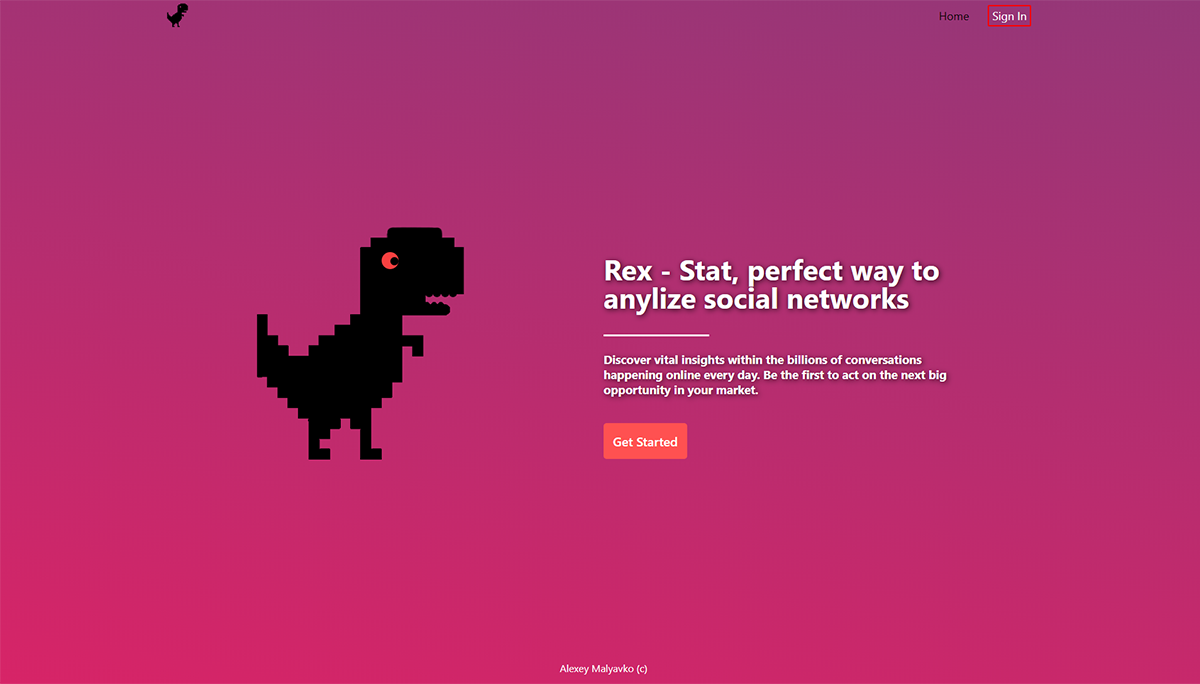 Home
Sign In
Rex - Stat, perfect way to
anylize social networks
Discover vital insights within the billions of conversations
happening online every day. Be the first to act on the next big
opportunity in your market.
Get Started
Alexey Malyavko (c)